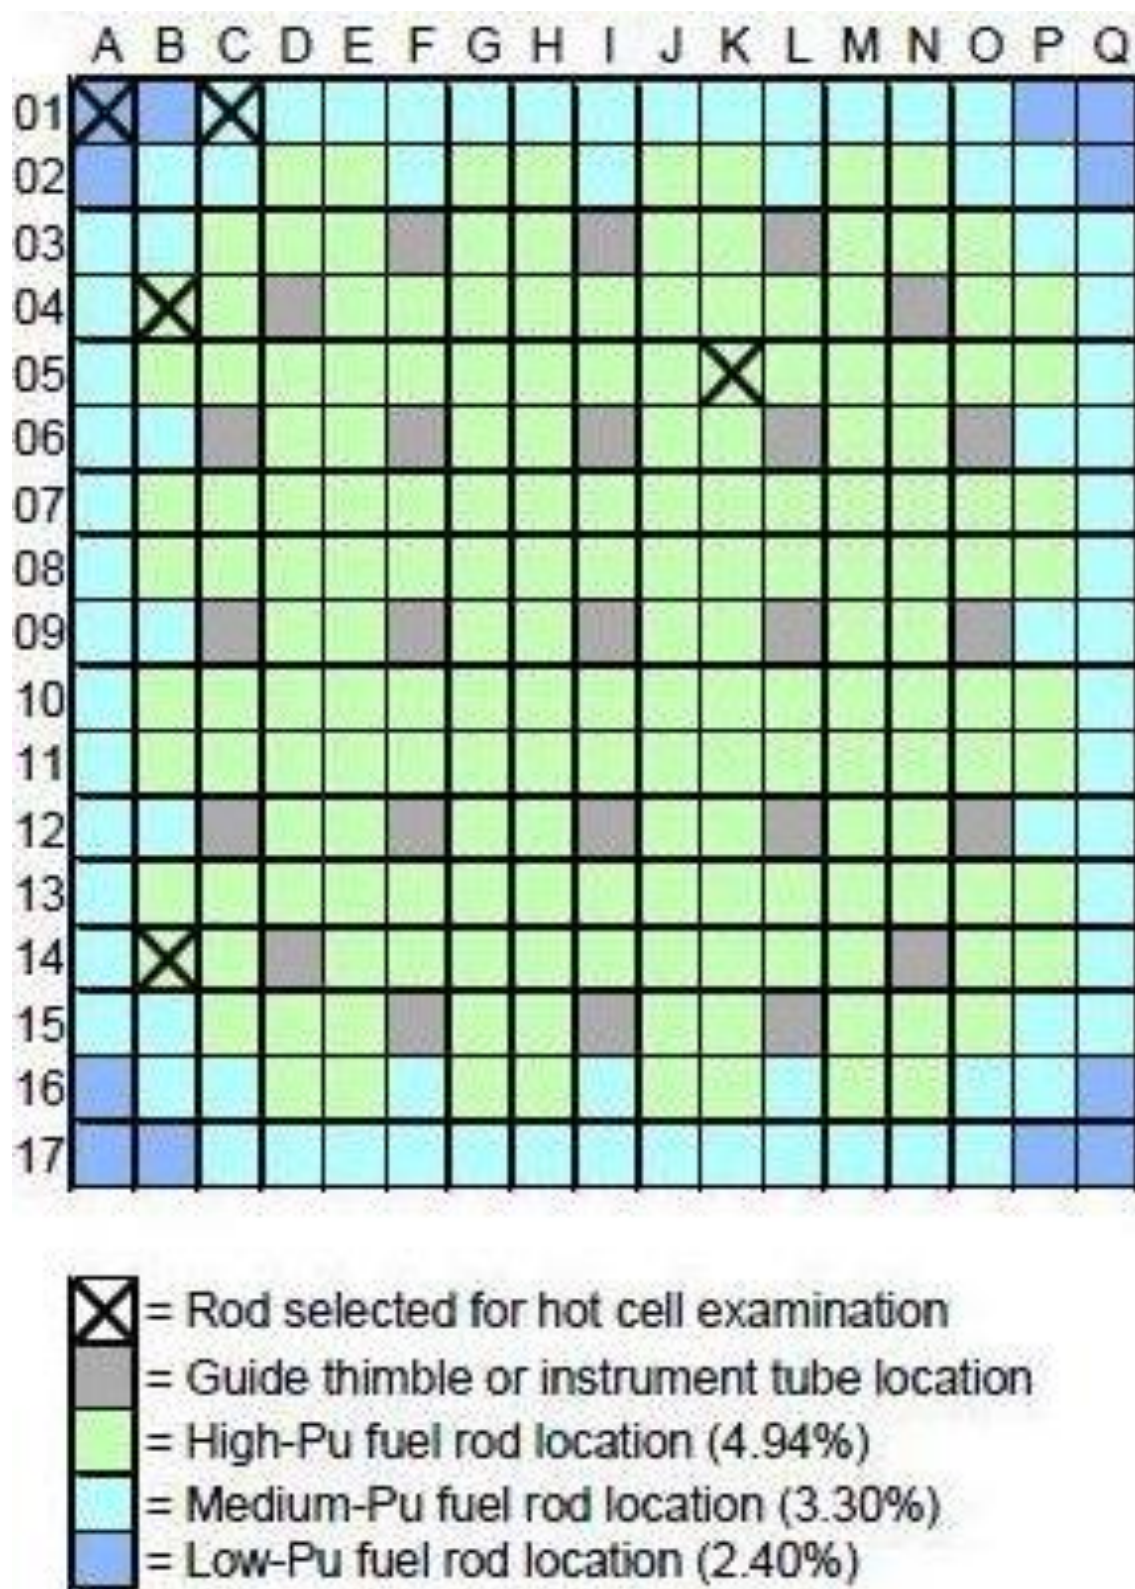 A B C D E F G H I J K L M N O P Q
01
02
03
04
05
06
07
08
09
10
11
12
13
14
15
16
17
= Rod selected for hot cell examination
= Guide thimble or instrument tube location
= High-Pu fuel rod location (4.94%)
= Medium-Pu fuel rod location (3.30%)
= Low-Pu fuel rod location (2.40%)